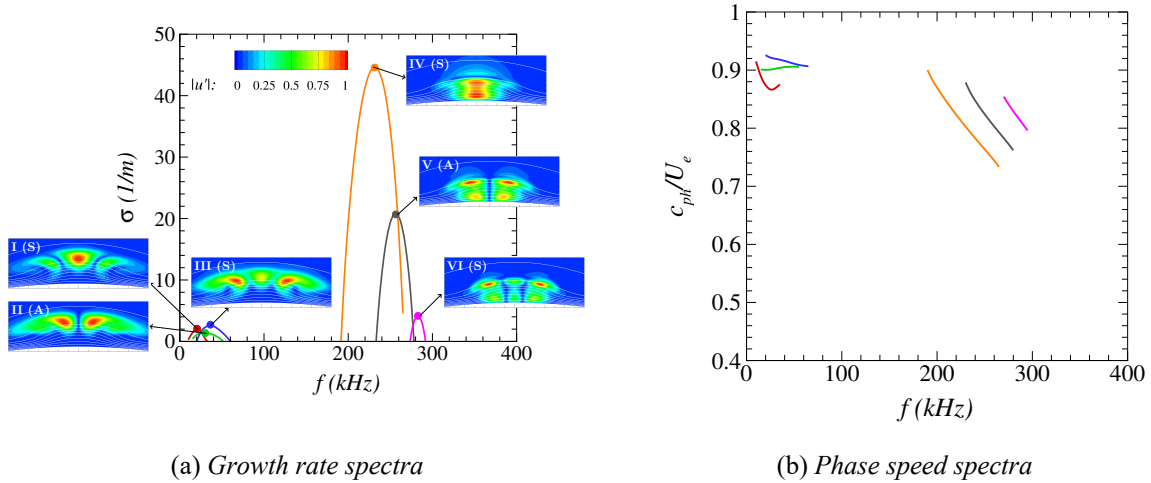 50
40
30
20
10
0
σ (1/m)
|u'|: 0 0.25 0.5 0.75 1
IV (S)
V (A)
I (S)
III (S)
VI (S)
II (A)
0 100 200 300 400
f (kHz)
(a) Growth rate spectra
1
0.9
0.8
0.7
0.6
0.5
0.4
c_ph/U_e
0 100 200 300 400
f (kHz)
(b) Phase speed spectra